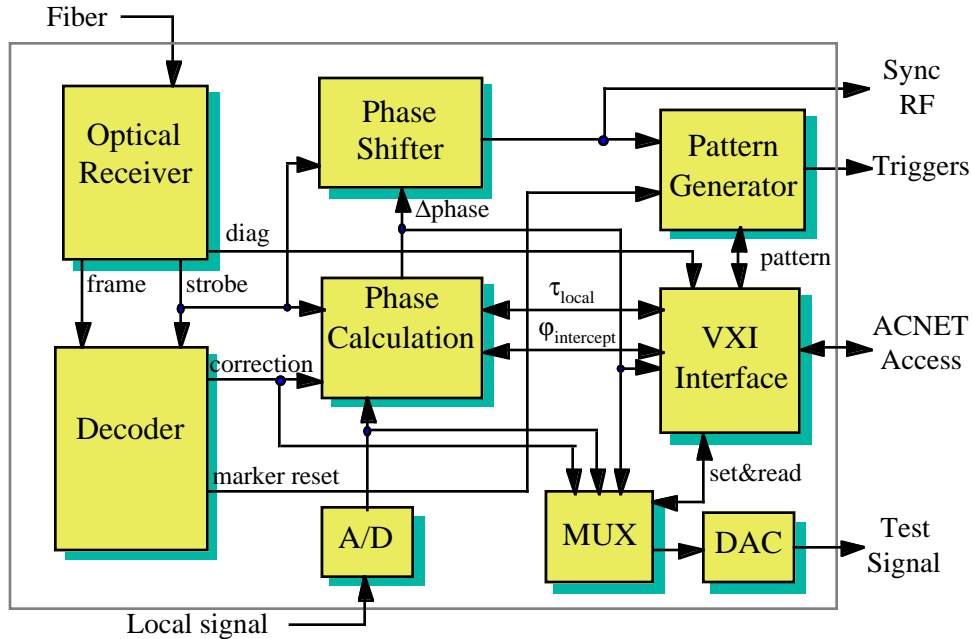 Fiber
Optical
Receiver
Phase
Shifter
Pattern
Generator
Sync
RF
Triggers
Δphase
diag
frame
strobe
pattern
Phase
Calculation
τlocal
φintercept
VXI
Interface
ACNET
Access
Decoder
correction
marker reset
set&read
A/D
MUX
DAC
Test
Signal
Local signal